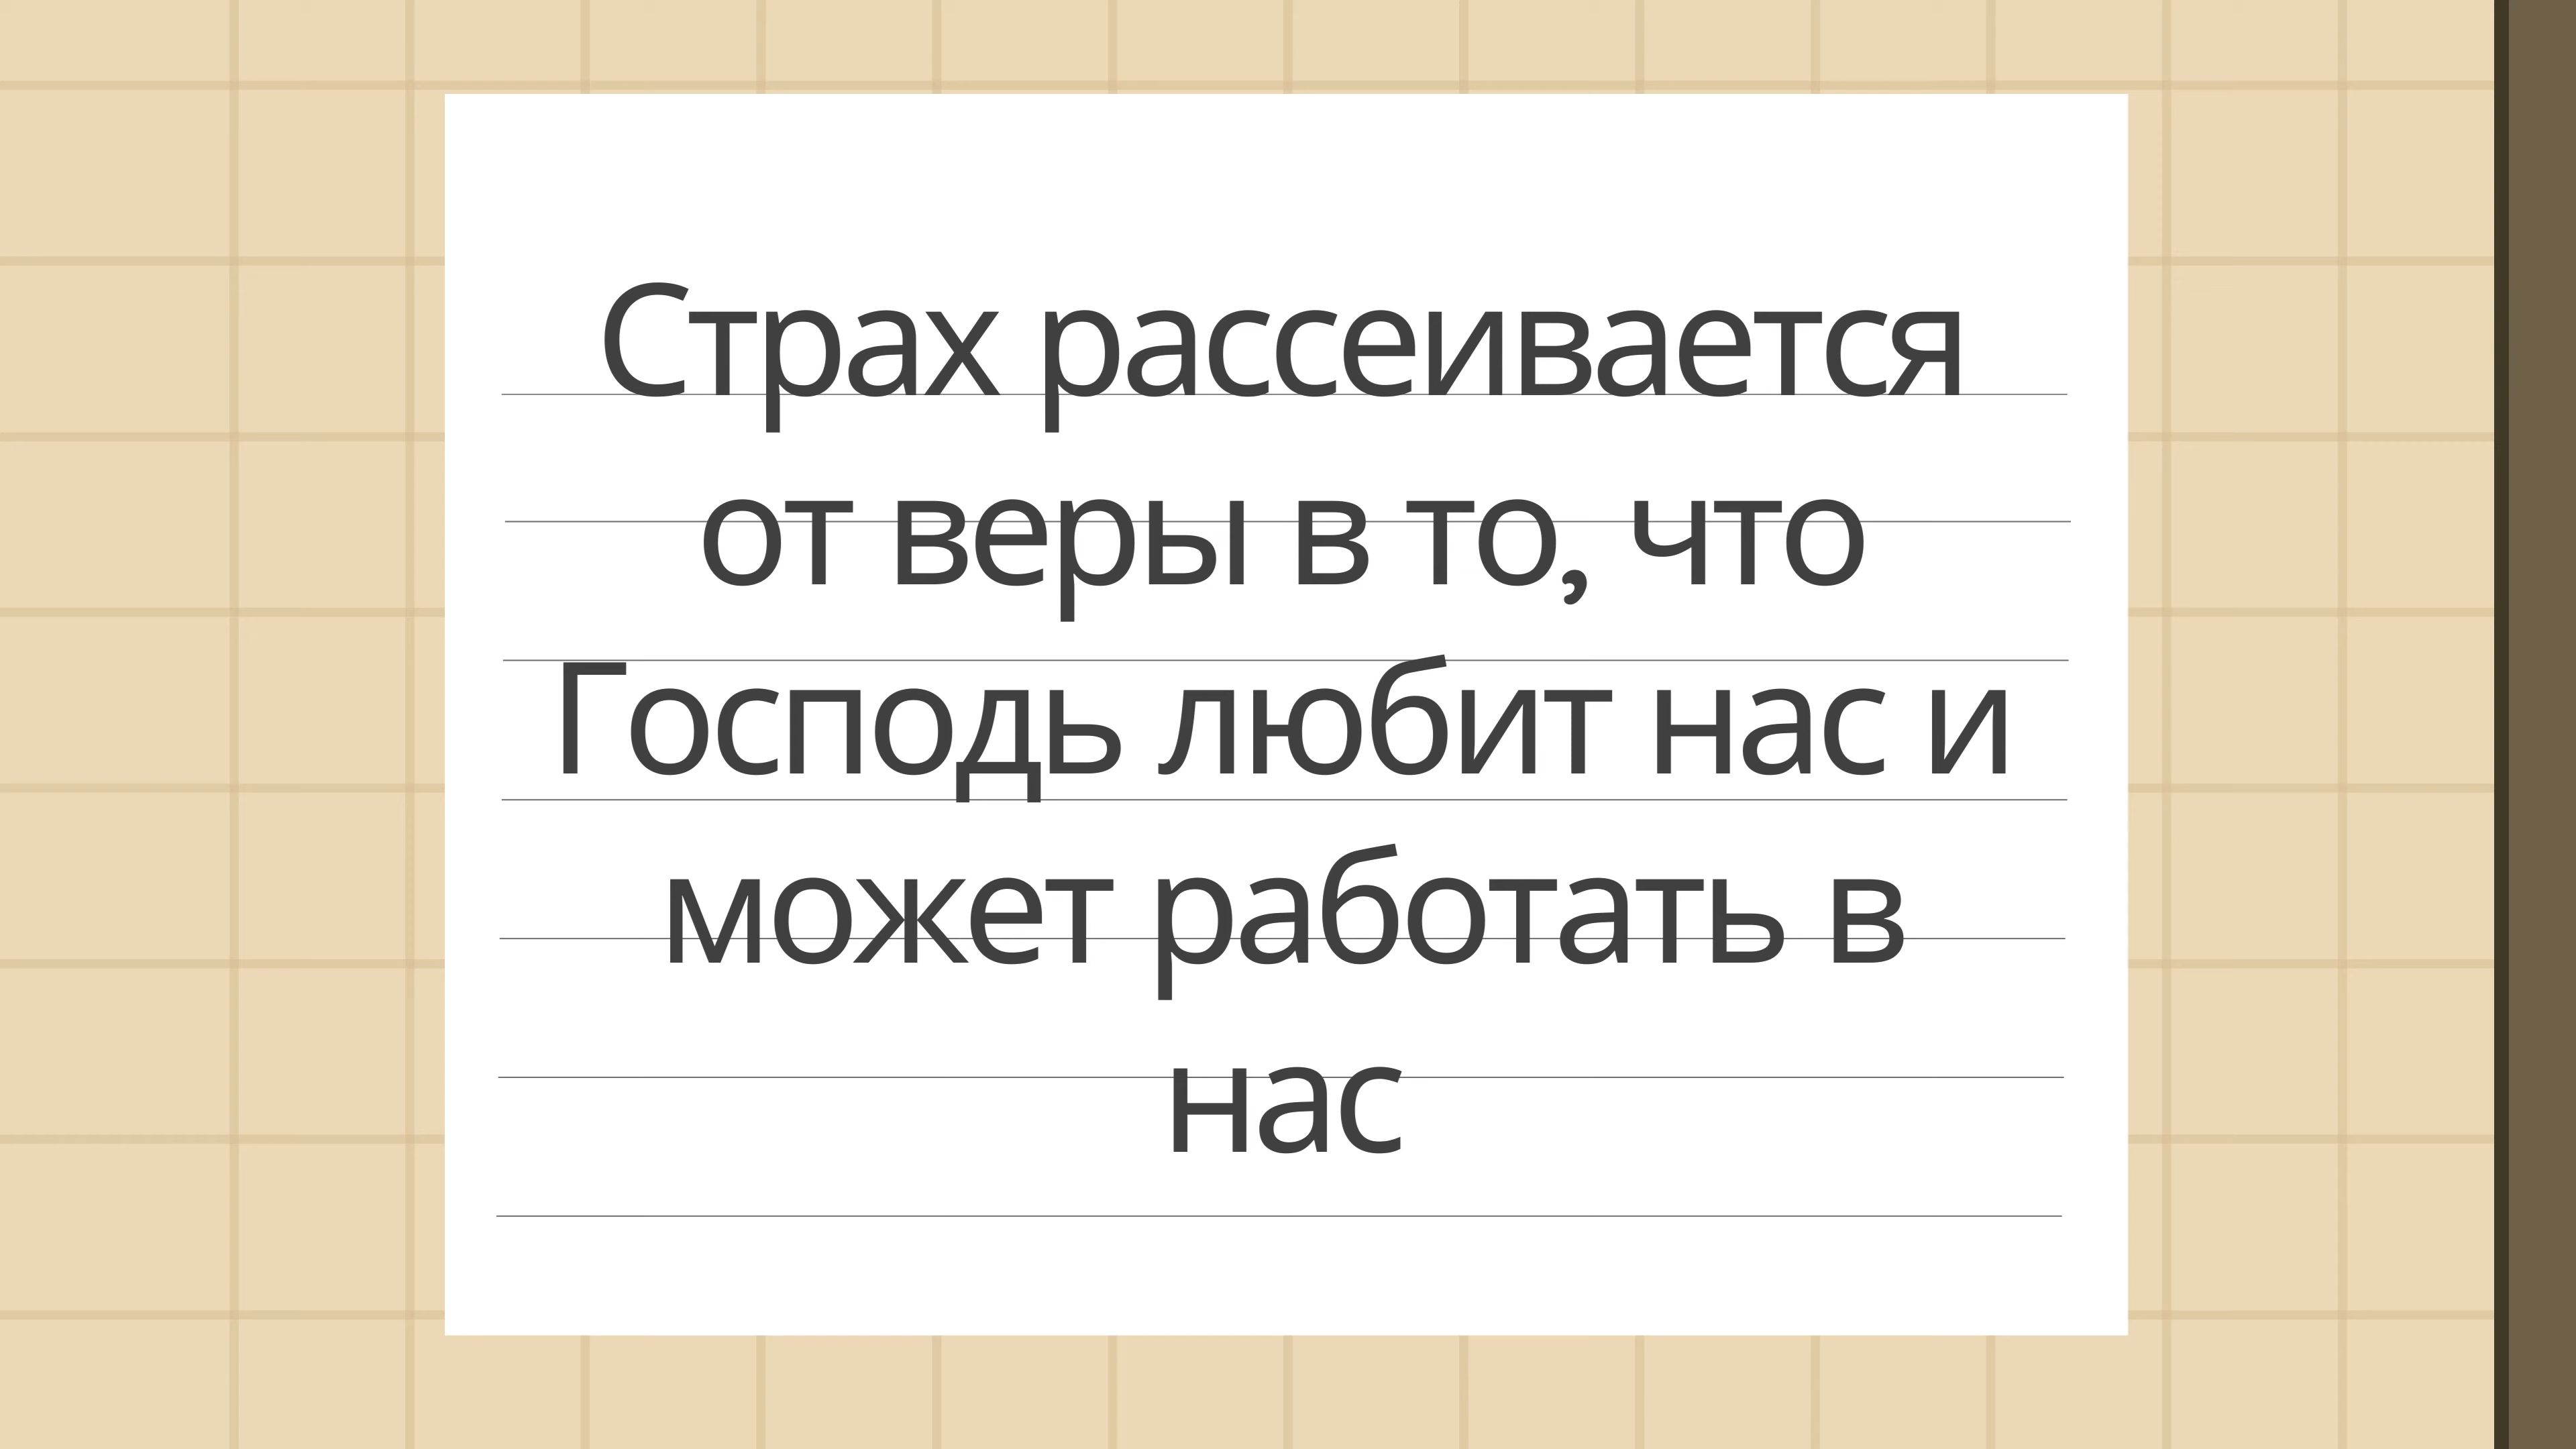 Страх рассеивается
от веры в то, что
Господь любит нас и
может работать в
нас